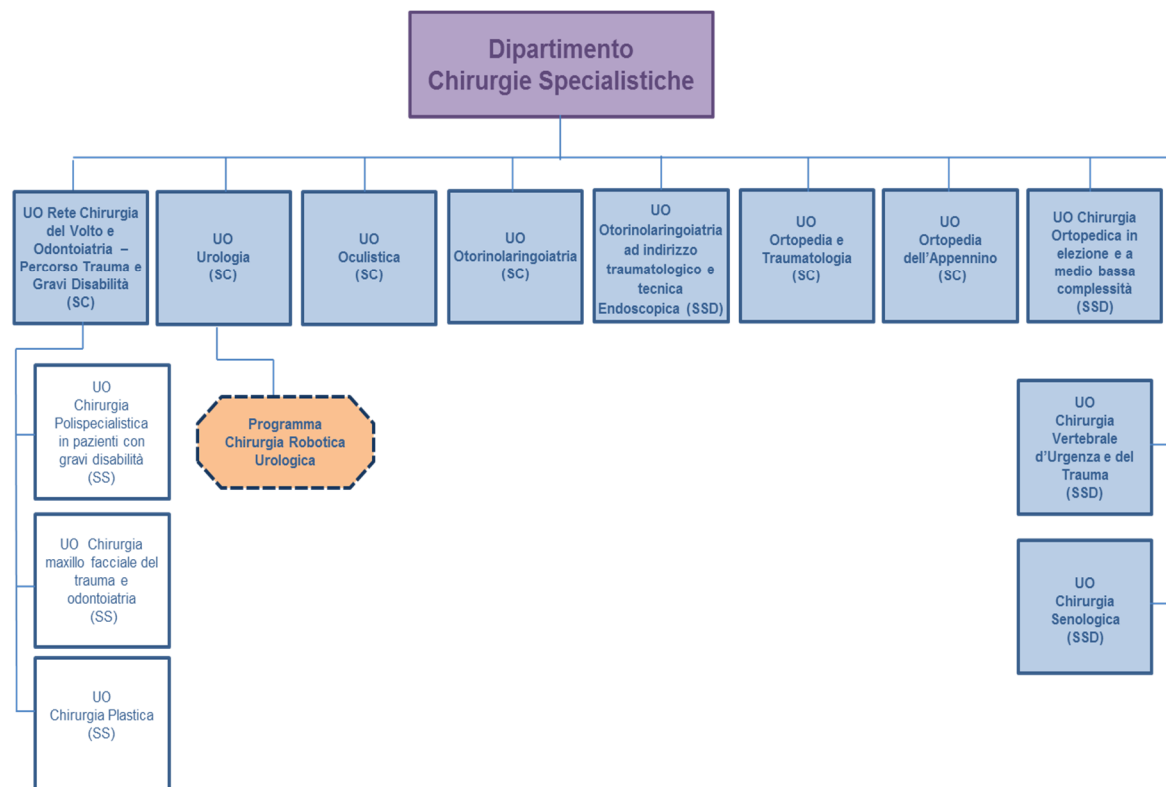 Dipartimento
Chirurgie Specialistiche
UO Rete Chirurgia
del Volto e
Odontoiatria –
Percorso Trauma e
Gravi Disabilità
(SC)
UO
Urologia
(SC)
UO
Oculistica
(SC)
UO
Otorinolaringoiatria
(SC)
UO
Otorinolaringoiatria
ad indirizzo
traumatologico e
tecnica
Endoscopica (SSD)
UO
Ortopedia e
Traumatologia
(SC)
UO
Ortopedia
dell'Appennino
(SC)
UO Chirurgia
Ortopedica in
elezione e a
medio bassa
complessità
(SSD)
UO
Chirurgia
Polispecialistica
in pazienti con
gravi disabilità
(SS)
Programma
Chirurgia Robotica
Urologica
UO
Chirurgia
Vertebrale
d'Urgenza e del
Trauma
(SSD)
UO Chirurgia
maxillo facciale del
trauma e
odontoiatria
(SS)
UO
Chirurgia
Senologica
(SSD)
UO
Chirurgia Plastica
(SS)